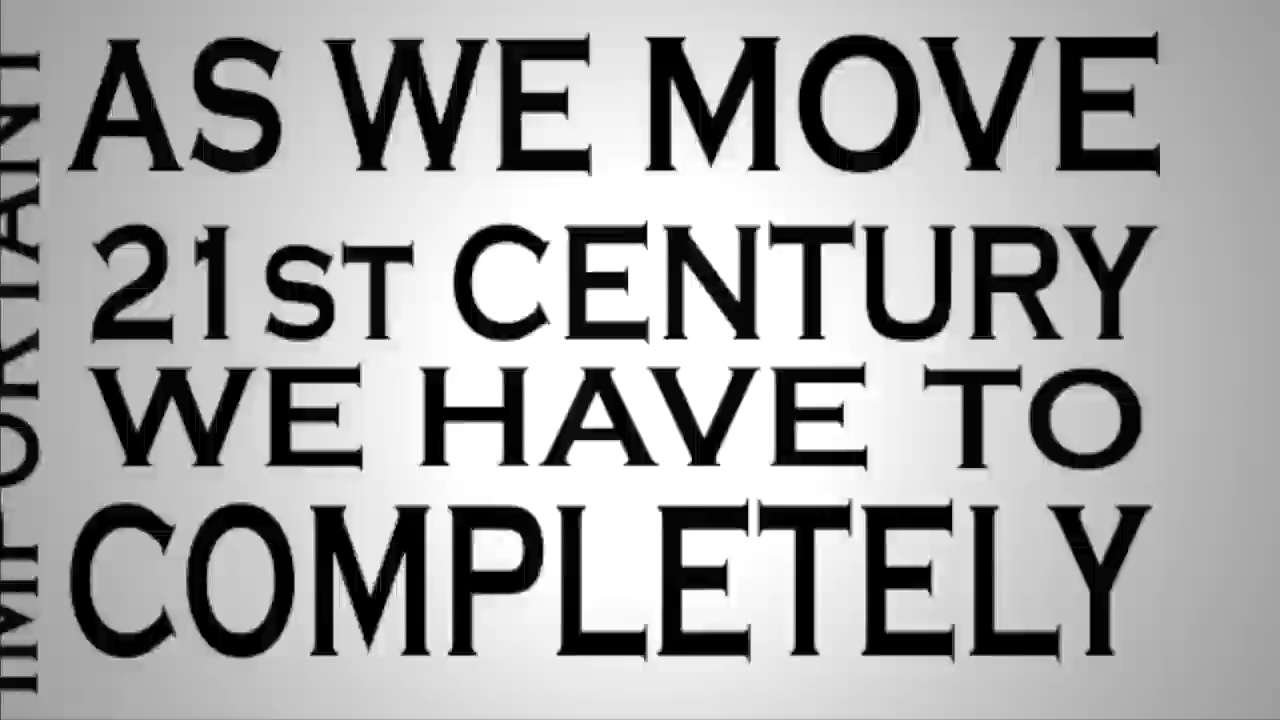 IMPORTANT
AS WE MOVE
21ST CENTURY
WE HAVE TO
COMPLETELY